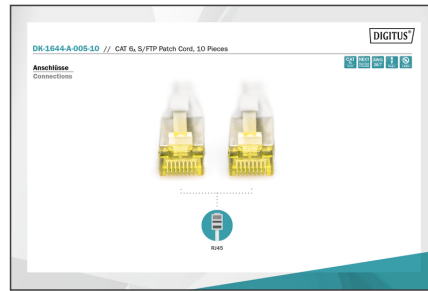 DIGITUS®
DK-1644-A-005-10 // CAT 6A S/FTP Patch Cord, 10 Pieces
Anschlüsse
Connections
RJ45